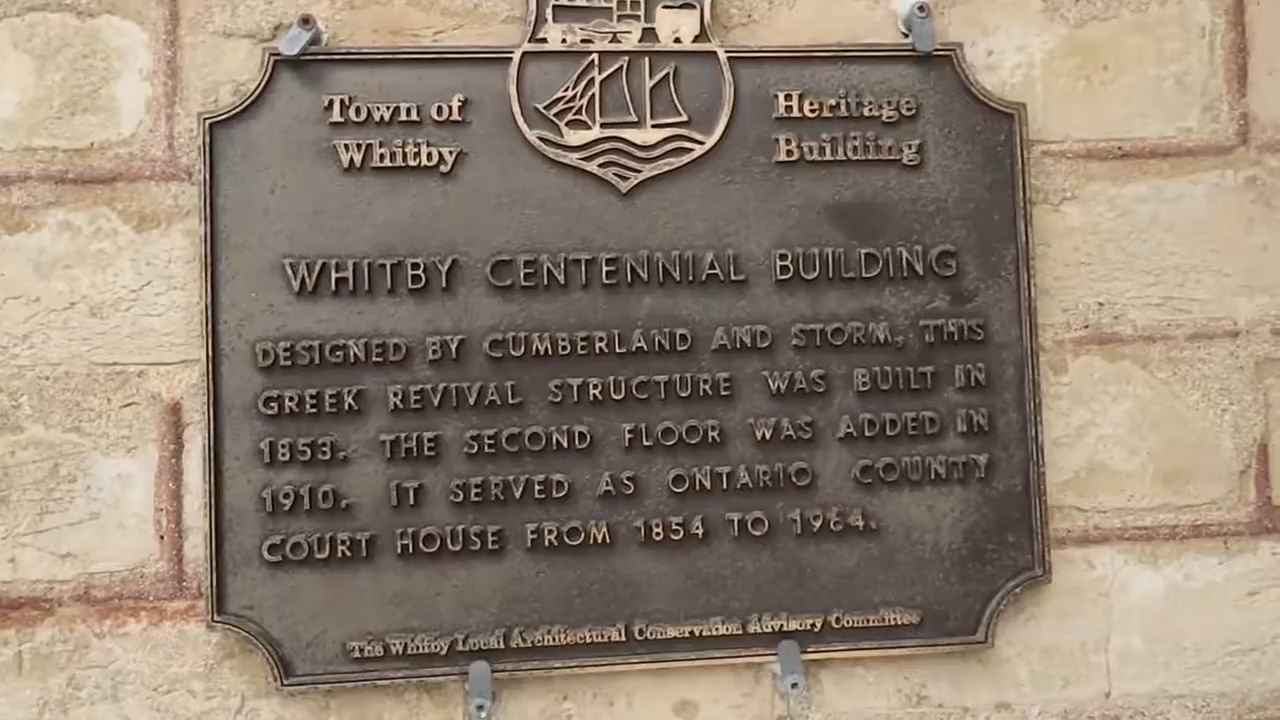 Town of
Whitby
Heritage
Building
WHITBY CENTENNIAL BUILDING
DESIGNED BY CUMBERLAND AND STORM, THIS
GREEK REVIVAL STRUCTURE WAS BUILT IN
1853. THE SECOND FLOOR WAS ADDED IN
1910. IT SERVED AS ONTARIO COUNTY
COURT HOUSE FROM 1854 TO 1964.
The Whitby Local Architectural Conservation Advisory Committee